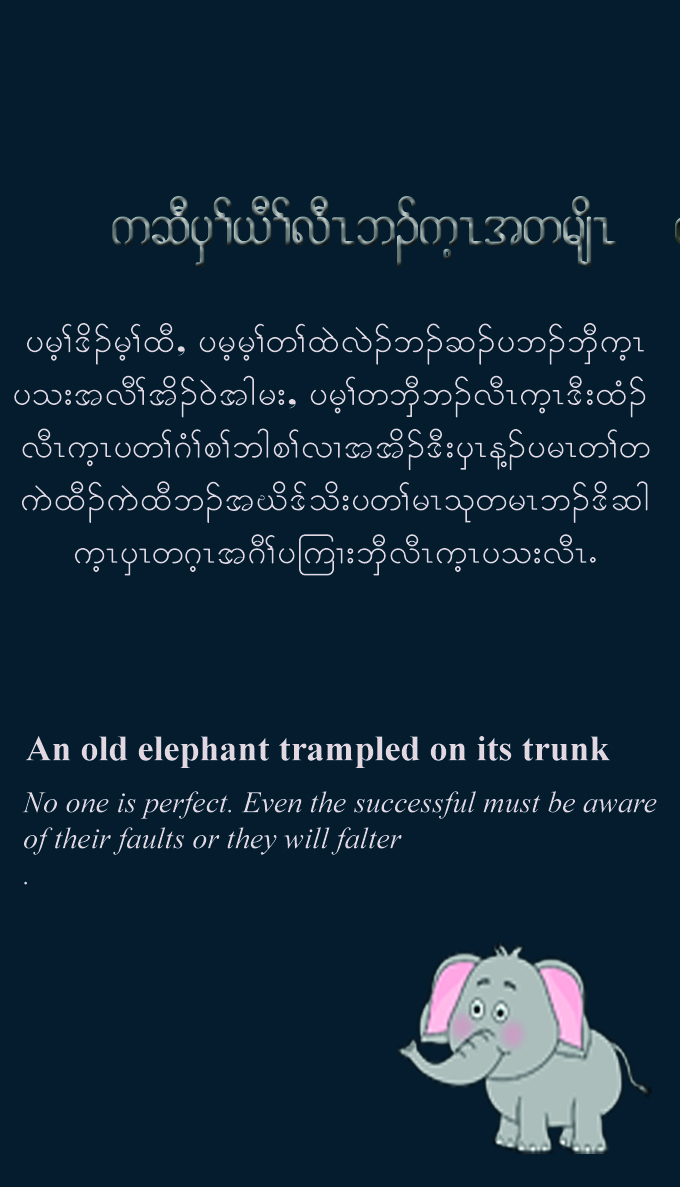 ကဆီပှၢ်ယီၢ်လီၤဘၣ်က့ၤအတမျိၤ
ပမ့ၢ်ဒိၣ်မ့ၢ်ထီ, ပမ့မ့ၢ်တၢ်ထဲလဲၣ်ဘၣ်ဆၣ်ပဘၣ်ဘှီက့ၤ
ပသးအလီၢ်အိၣ်ဝဲအါမး, ပမ့ၢ်တဘှီဘၣ်လီၤက့ၤဒီးထံၣ်
လီၤက့ၤပတၢ်ဂံၢ်စၢ်ဘါစၢ်လၢအအိၣ်ဒီးပှၤန့ၣ်ပမၤတၢ်တ
ကဲထီၣ်ကဲထီဘၣ်အဃိဒ်သိးပတၢ်မၤသုတမၤဘၣ်ဒိဆါ
က့ၤပှၤတဂ့ၤအဂီၢ်ပကြၢးဘှီလီၤက့ၤပသးလီၤ.
An old elephant trampled on its trunk
No one is perfect. Even the successful must be aware
of their faults or they will falter
.